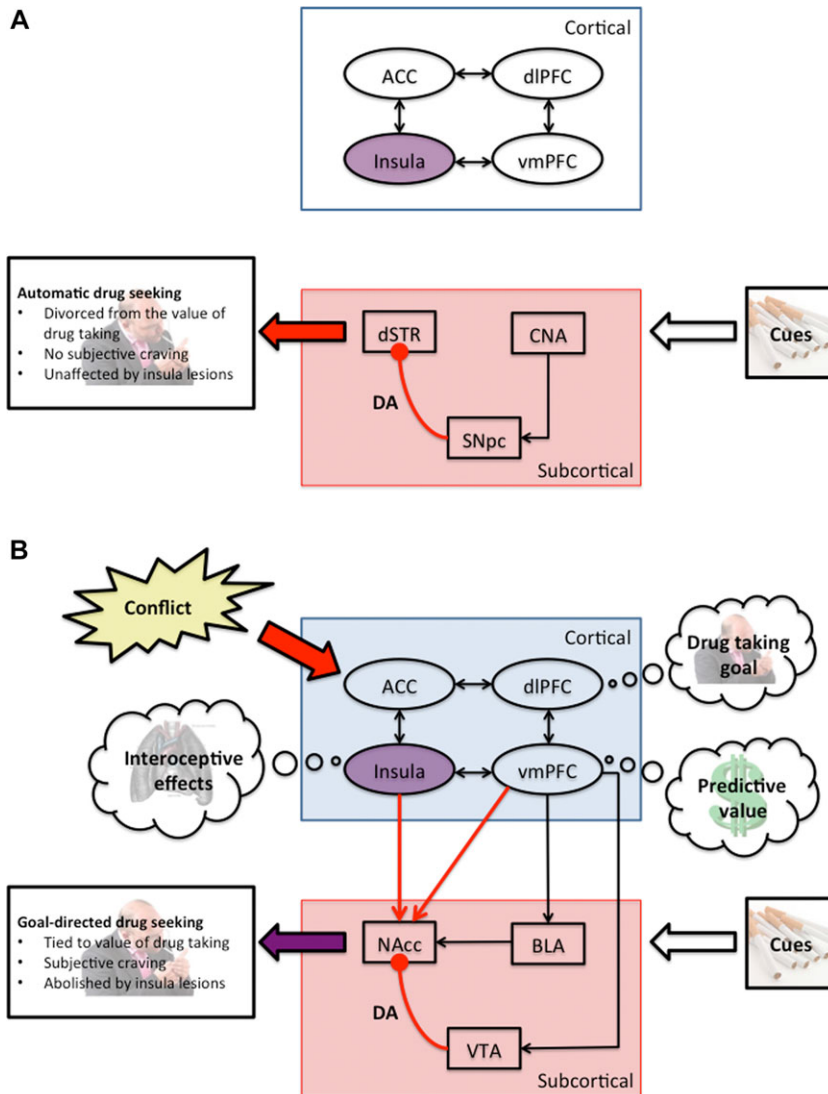 A
Cortical
ACC
dlPFC
Insula
vmPFC
Automatic drug seeking
• Divorced from the value of
drug taking
• No subjective craving
• Unaffected by insula lesions
dSTR
CNA
Cues
DA
SNpc
Subcortical
B
Conflict
Cortical
Drug taking
goal
ACC
dlPFC
Interoceptive
effects
Insula
vmPFC
Predictive
value
Goal-directed drug seeking
• Tied to value of drug taking
• Subjective craving
• Abolished by insula lesions
NAcc
BLA
Cues
DA
VTA
Subcortical